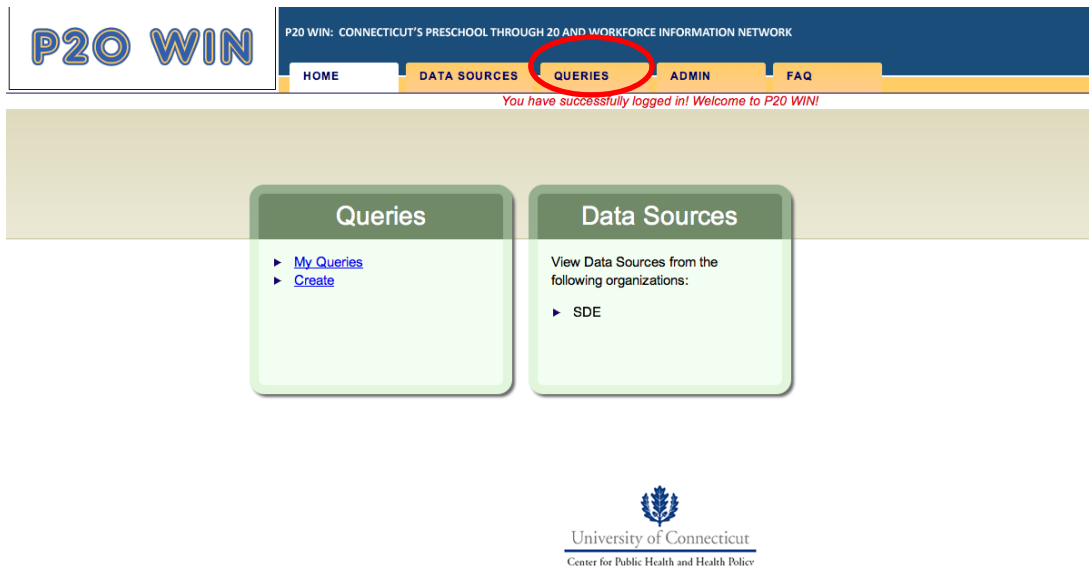 P20 WIN
P20 WIN: CONNECTICUT'S PRESCHOOL THROUGH 20 AND WORKFORCE INFORMATION NETWORK
HOME DATA SOURCES QUERIES ADMIN FAQ
You have successfully logged in! Welcome to P20 WIN!
Queries
My Queries
Create
Data Sources
View Data Sources from the
following organizations:
SDE
University of Connecticut
Center for Public Health and Health Policy